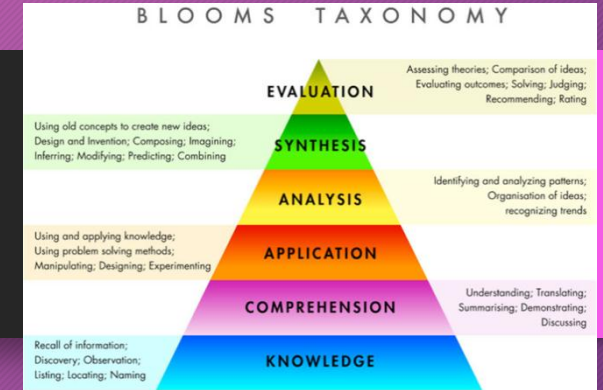 BLOOMS TAXONOMY
EVALUATION
Assessing theories; Comparison of ideas;
Evaluating outcomes; Solving; Judging;
Recommending; Rating
Using old concepts to create new ideas;
Design and Invention; Composing; Imagining;
Inferring; Modifying; Predicting; Combining
SYNTHESIS
ANALYSIS
Identifying and analyzing patterns;
Organisation of ideas;
recognizing trends
Using and applying knowledge;
Using problem solving methods;
Manipulating; Designing; Experimenting
APPLICATION
COMPREHENSION
Understanding; Translating;
Summarising; Demonstrating;
Discussing
Recall of information;
Discovery; Observation;
Listing; Locating; Naming
KNOWLEDGE